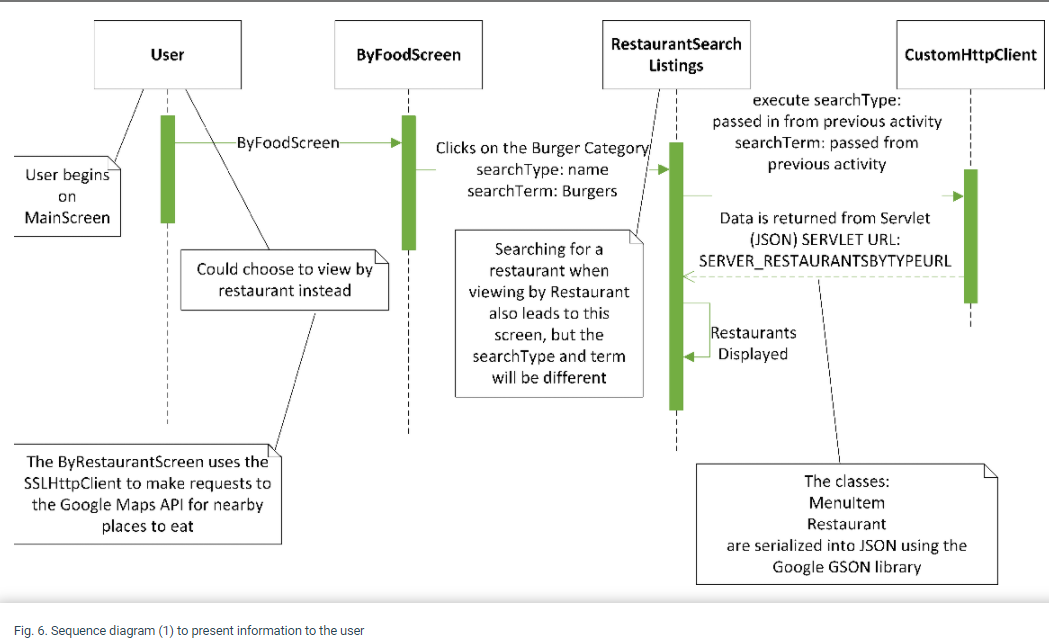 User
ByFoodScreen
RestaurantSearch
Listings
CustomHttpClient
User begins
on
MainScreen
ByFoodScreen
Could choose to view by
restaurant instead
The ByRestaurantScreen uses the
SSLHttpClient to make requests to
the Google Maps API for nearby
places to eat
Clicks on the Burger Category
searchType: name
searchTerm: Burgers
Searching for a
restaurant when
viewing by Restaurant
also leads to this
screen, but the
searchType and term
will be different
execute searchType:
passed in from previous activity
searchTerm: passed from
previous activity
Data is returned from Servlet
(JSON) SERVLET URL:
SERVER_RESTAURANTSBYTYPEURL
Restaurants
Displayed
The classes:
MenuItem
Restaurant
are serialized into JSON using the
Google GSON library
Fig. 6. Sequence diagram (1) to present information to the user